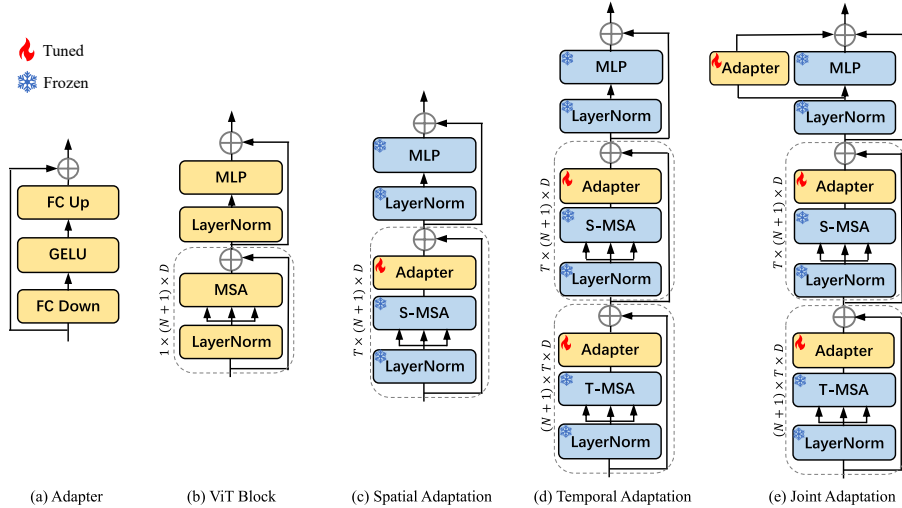 Tuned
Frozen
FC Up
GELU
FC Down
(a) Adapter
MLP
LayerNorm
1 × (N + 1) × D
MSA
LayerNorm
(b) ViT Block
MLP
LayerNorm
T × (N + 1) × D
Adapter
S-MSA
LayerNorm
(c) Spatial Adaptation
MLP
LayerNorm
T × (N + 1) × D
Adapter
S-MSA
LayerNorm
(N + 1) × T × D
Adapter
T-MSA
LayerNorm
(d) Temporal Adaptation
Adapter
MLP
LayerNorm
T × (N + 1) × D
Adapter
S-MSA
LayerNorm
(N + 1) × T × D
Adapter
T-MSA
LayerNorm
(e) Joint Adaptation